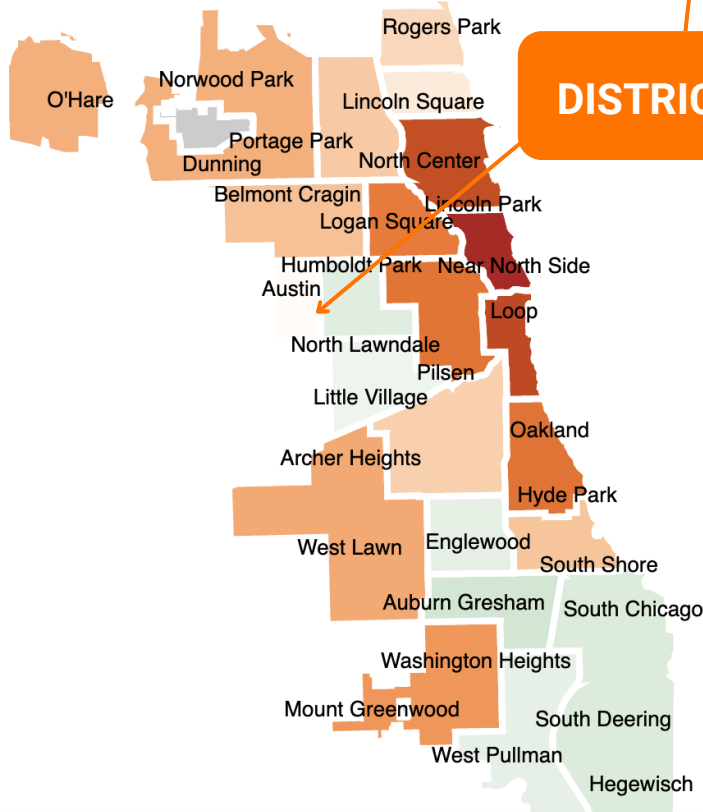 Rogers Park
Norwood Park
O'Hare
Lincoln Square
Portage Park
North Center
Dunning
Belmont Cragin
Lincoln Park
Logan Square
Humboldt Park
Near North Side
Austin
Loop
North Lawndale
Pilsen
Little Village
Oakland
Archer Heights
Hyde Park
Englewood
West Lawn
South Shore
Auburn Gresham
South Chicago
Washington Heights
Mount Greenwood
South Deering
West Pullman
Hegewisch